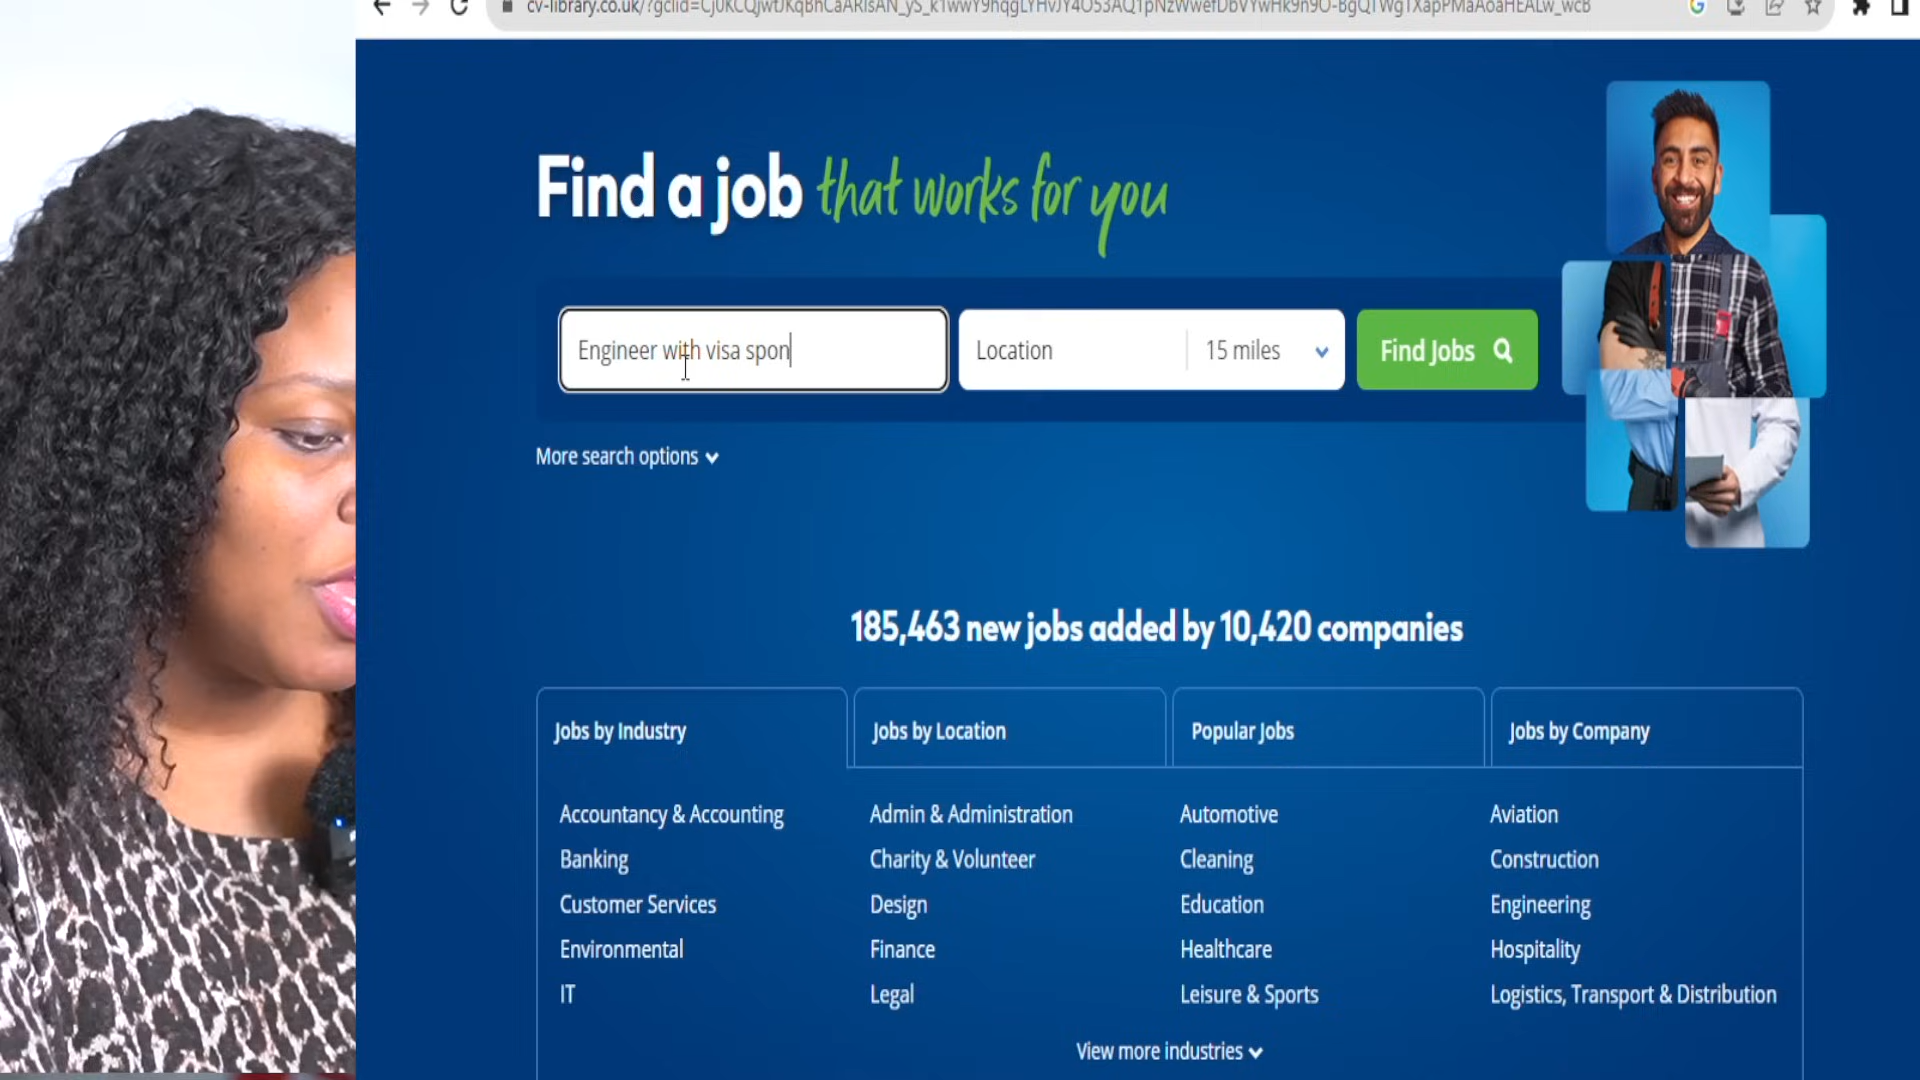 Find a job that works for you
Engineer with visa spon
Location
15 miles
Find Jobs
More search options
185,463 new jobs added by 10,420 companies
Jobs by Industry
Jobs by Location
Popular Jobs
Jobs by Company
Accountancy & Accounting
Admin & Administration
Automotive
Aviation
Banking
Charity & Volunteer
Cleaning
Construction
Customer Services
Design
Education
Engineering
Environmental
Finance
Healthcare
Hospitality
IT
Legal
Leisure & Sports
Logistics, Transport & Distribution
View more industries